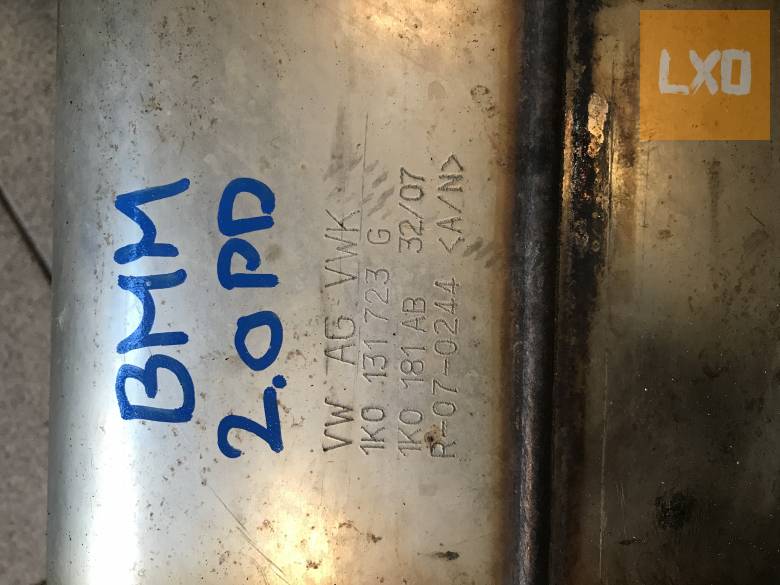 BMM
2.0PD
VW AG VWK
1K0 131 723 G
1K0 181 AB 32/07
R-07-0244 <A/N>
LXO